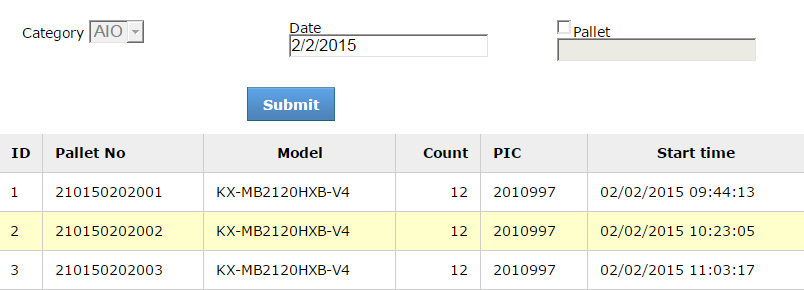 Category AIO Date Pallet
2/2/2015
Submit
ID Pallet No Model Count PIC Start time
1 210150202001 KX-MB2120HXB-V4 12 2010997 02/02/2015 09:44:13
2 210150202002 KX-MB2120HXB-V4 12 2010997 02/02/2015 10:23:05
3 210150202003 KX-MB2120HXB-V4 12 2010997 02/02/2015 11:03:17